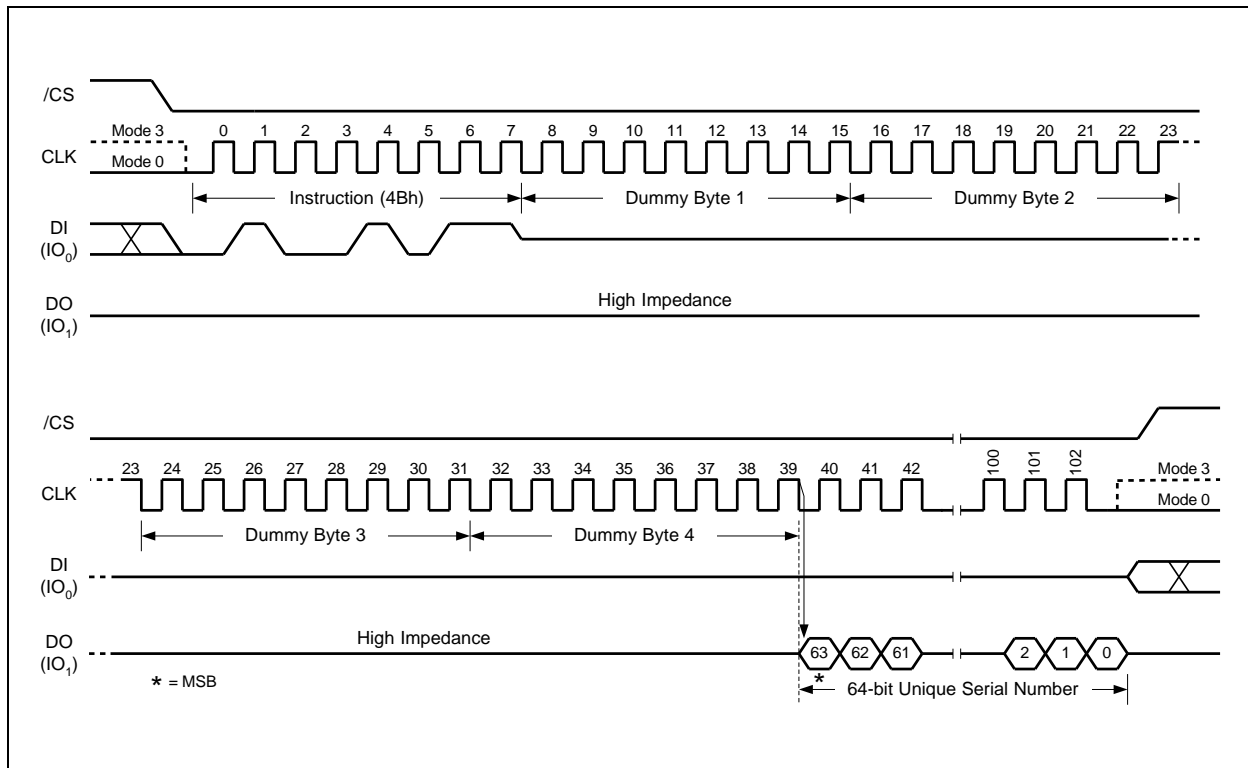 /CS
Mode 3 0 1 2 3 4 5 6 7 8 9 10 11 12 13 14 15 16 17 18 19 20 21 22 23
CLK Mode 0
Instruction (4Bh) Dummy Byte 1 Dummy Byte 2
DI
(IO0)
High Impedance
DO
(IO1)
/CS
23 24 25 26 27 28 29 30 31 32 33 34 35 36 37 38 39 40 41 42 100 101 102 Mode 3
CLK Mode 0
Dummy Byte 3 Dummy Byte 4
DI
(IO0)
High Impedance
DO
(IO1) 63 62 61 2 1 0
* = MSB * 64-bit Unique Serial Number